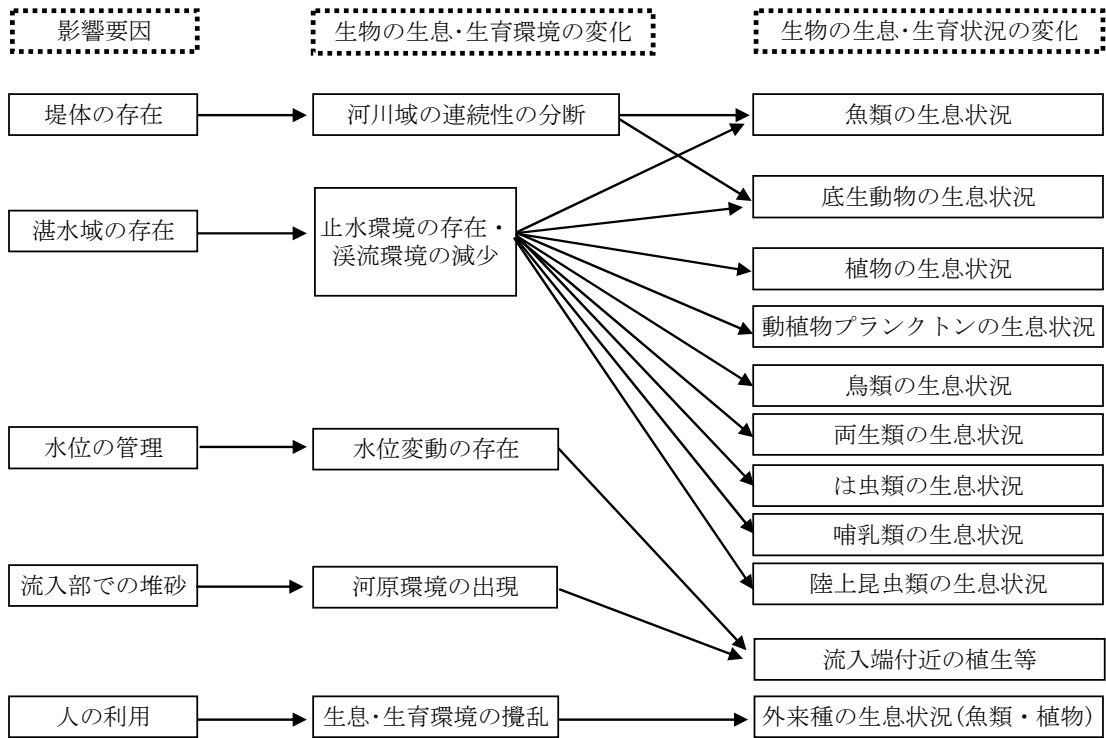 影響要因
生物の生息･生育環境の変化
生物の生息･生育状況の変化
堤体の存在
河川域の連続性の分断
魚類の生息状況
底生動物の生息状況
湛水域の存在
止水環境の存在・
渓流環境の減少
植物の生息状況
動植物プランクトンの生息状況
鳥類の生息状況
両生類の生息状況
水位の管理
水位変動の存在
は虫類の生息状況
哺乳類の生息状況
流入部での堆砂
河原環境の出現
陸上昆虫類の生息状況
流入端付近の植生等
人の利用
生息･生育環境の攪乱
外来種の生息状況(魚類・植物)